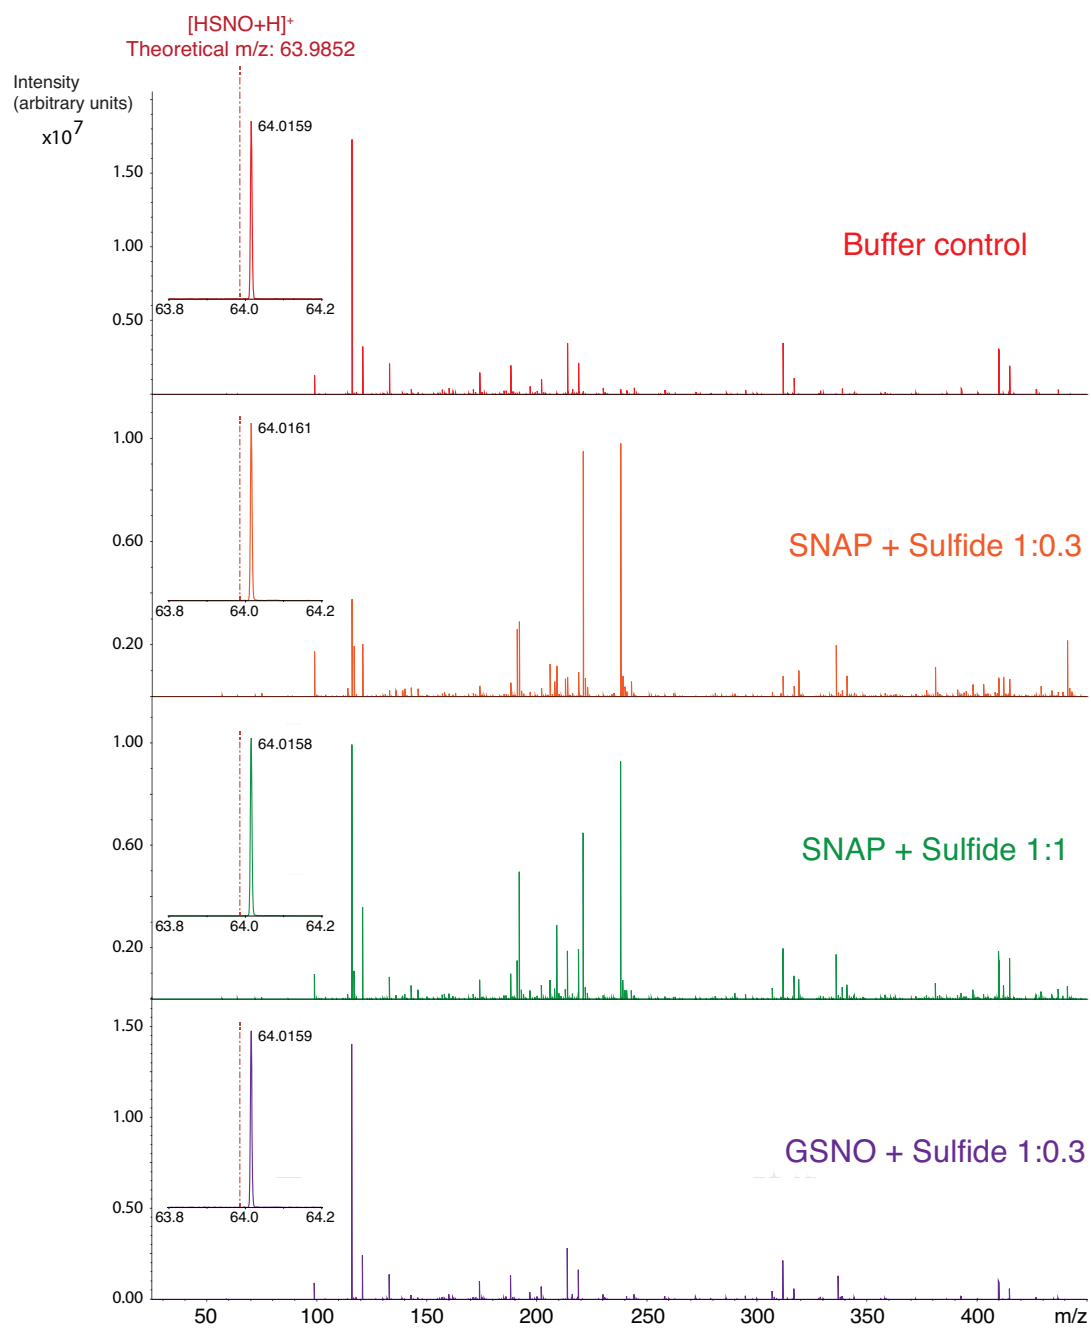 [HSNO+H]+
Theoretical m/z: 63.9852
Intensity
(arbitrary units)
x10^7
64.0159
1.50
1.00
0.50
63.8 64.0 64.2
Buffer control
64.0161
1.00
0.60
0.20
63.8 64.0 64.2
SNAP + Sulfide 1:0.3
64.0158
1.00
0.60
0.20
63.8 64.0 64.2
SNAP + Sulfide 1:1
64.0159
1.50
1.00
0.50
0.00
63.8 64.0 64.2
GSNO + Sulfide 1:0.3
50 100 150 200 250 300 350 400 m/z